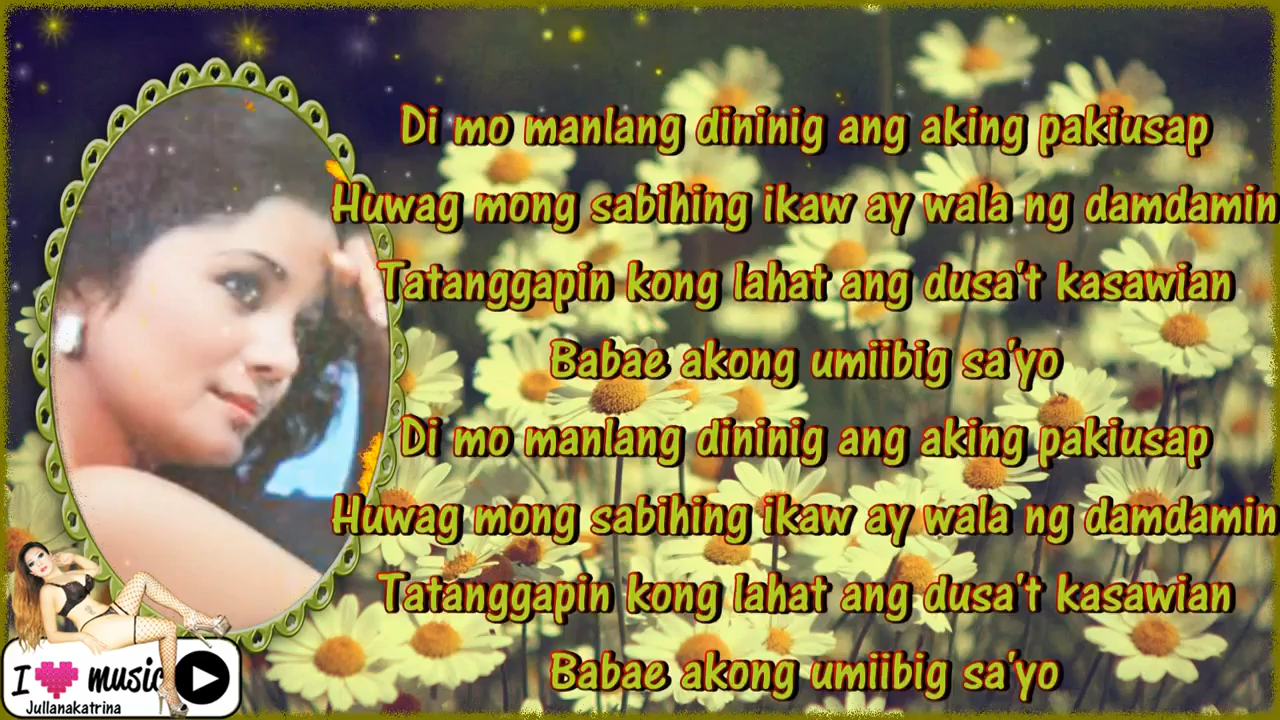 Di mo manlang dininig ang aking pakiusap
Huwag mong sabihing ikaw ay wala ng damdamin
Tatanggapin kong lahat ang dusa't kasawian
Babae akong umiibig sa'yo
Di mo manlang dininig ang aking pakiusap
Huwag mong sabihing ikaw ay wala ng damdamin
Tatanggapin kong lahat ang dusa't kasawian
Babae akong umiibig sa'yo
I music
Jullanakatrina